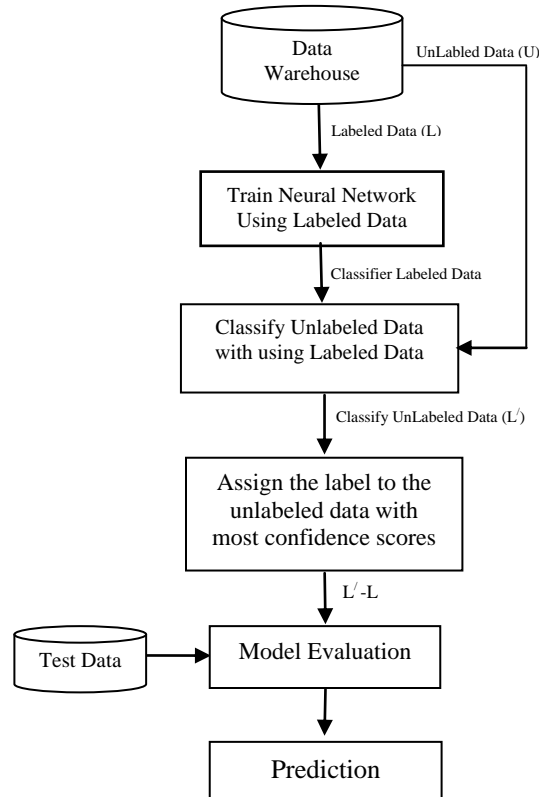 Data
Warehouse
UnLabled Data (U)
Labeled Data (L)
Train Neural Network
Using Labeled Data
Classifier Labeled Data
Classify Unlabeled Data
with using Labeled Data
Classify UnLabeled Data (L/)
Assign the label to the
unlabeled data with
most confidence scores
L/ -L
Test Data
Model Evaluation
Prediction